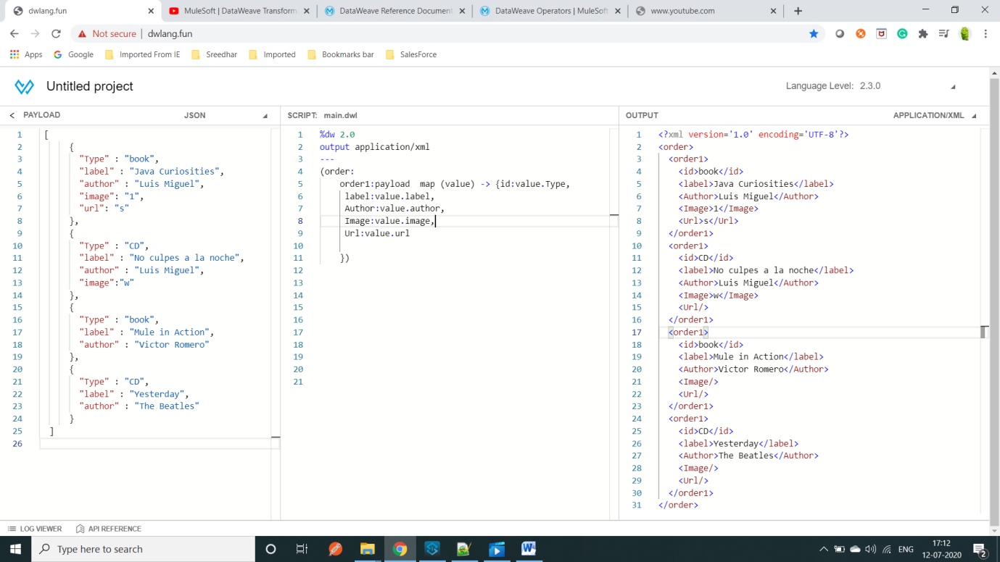 dwlang.fun
MuleSoft | DataWeave Transform
DataWeave Reference Document
DataWeave Operators | MuleSoft
www.youtube.com
Not secure | dwlang.fun
Apps
Google
Imported From IE
Sreedhar
Imported
Bookmarks bar
SalesForce
Untitled project
Language Level: 2.3.0
< PAYLOAD JSON
1 [
2 {
3 "Type" : "book",
4 "label" : "Java Curiosities",
5 "author" : "Luis Miguel",
6 "image": "1",
7 "url": "s"
8 },
9 {
10 "Type" : "CD",
11 "label" : "No culpes a la noche",
12 "author" : "Luis Miguel",
13 "image":"w"
14 },
15 {
16 "Type" : "book",
17 "label" : "Mule in Action",
18 "author" : "Victor Romero"
19 },
20 {
21 "Type" : "CD",
22 "label" : "Yesterday",
23 "author" : "The Beatles"
24 }
25 ]
26
SCRIPT: main.dwl
1 %dw 2.0
2 output application/xml
3 ---
4 (order:
5 order1:payload  map (value) -> {id:value.Type,
6 label:value.label,
7 Author:value.author,
8 Image:value.image,
9 Url:value.url
10
11 })
12
13
14
15
16
17
18
19
20
21
OUTPUT APPLICATION/XML
1 <?xml version='1.0' encoding='UTF-8'?>
2 <order>
3 <order1>
4 <id>book</id>
5 <label>Java Curiosities</label>
6 <Author>Luis Miguel</Author>
7 <Image>1</Image>
8 <Url>s</Url>
9 </order1>
10 <order1>
11 <id>CD</id>
12 <label>No culpes a la noche</label>
13 <Author>Luis Miguel</Author>
14 <Image>w</Image>
15 <Url/>
16 </order1>
17 <order1>
18 <id>book</id>
19 <label>Mule in Action</label>
20 <Author>Victor Romero</Author>
21 <Image/>
22 <Url/>
23 </order1>
24 <order1>
25 <id>CD</id>
26 <label>Yesterday</label>
27 <Author>The Beatles</Author>
28 <Image/>
29 <Url/>
30 </order1>
31 </order>
LOG VIEWER
API REFERENCE
Type here to search
ENG
17:12
12-07-2020
2